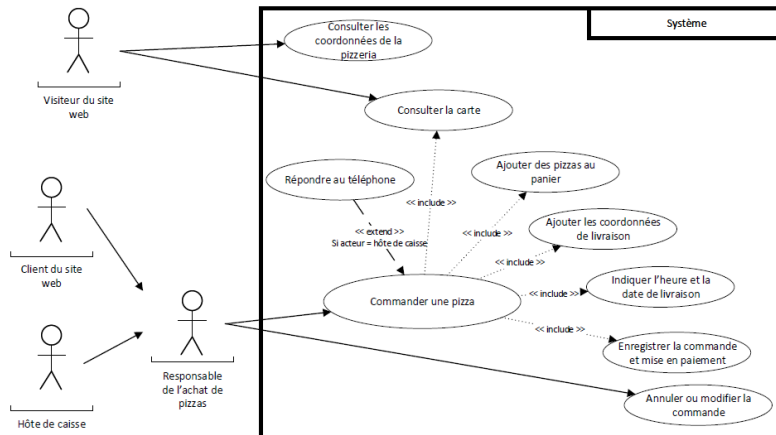 Système
Consulter les
coordonnées de la
pizzeria
Visiteur du site
web
Consulter la carte
Répondre au téléphone
Ajouter des pizzas au
panier
<< include >>
<< extend >>
Si acteur = hôte de caisse
<< include >>
Ajouter les coordonnées
de livraison
<< include >>
Client du site
web
Commander une pizza
<< include >>
Indiquer l'heure et la
date de livraison
<< include >>
Enregistrer la commande
et mise en paiement
Responsable
de l'achat de
pizzas
Annuler ou modifier la
commande
Hôte de caisse